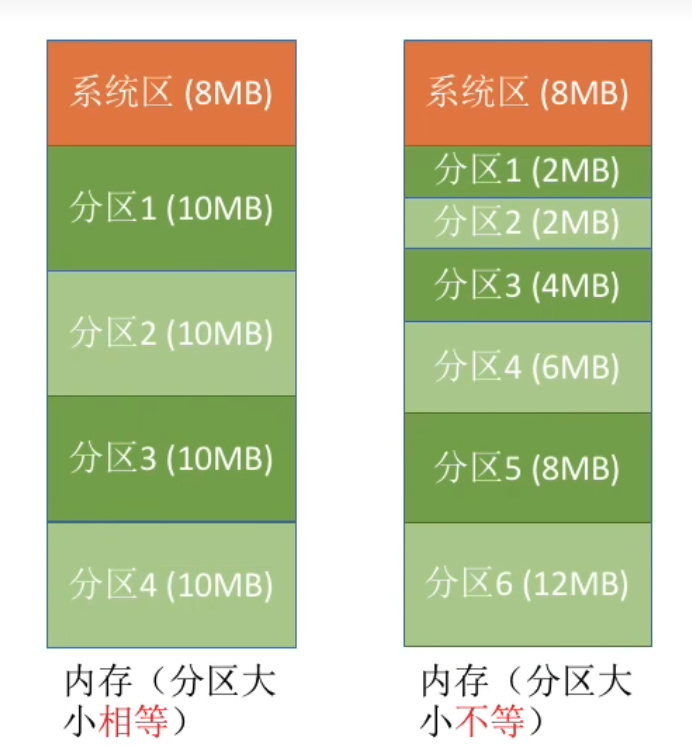 系统区 (8MB)
分区1 (10MB)
分区2 (10MB)
分区3 (10MB)
分区4 (10MB)
内存（分区大
小相等）
系统区 (8MB)
分区1 (2MB)
分区2 (2MB)
分区3 (4MB)
分区4 (6MB)
分区5 (8MB)
分区6 (12MB)
内存（分区大
小不等）